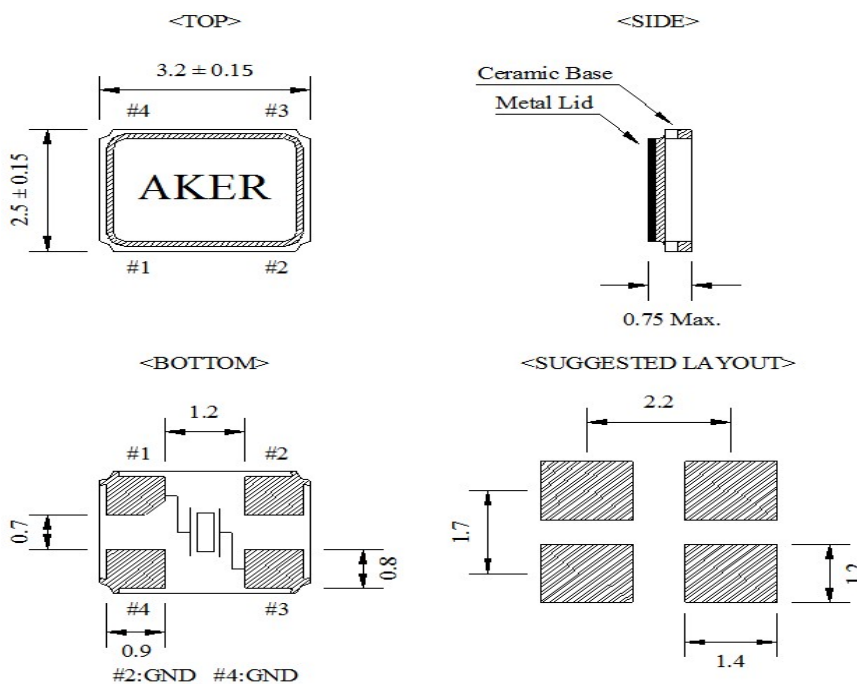 <TOP>
3.2 ± 0.15
#4 #3
2.5 ± 0.15
AKER
#1 #2
<SIDE>
Ceramic Base
Metal Lid
0.75 Max.
<BOTTOM>
1.2
#1 #2
0.7
0.8
#4 #3
0.9
#2:GND #4:GND
<SUGGESTED LAYOUT>
2.2
1.7
1.2
1.4